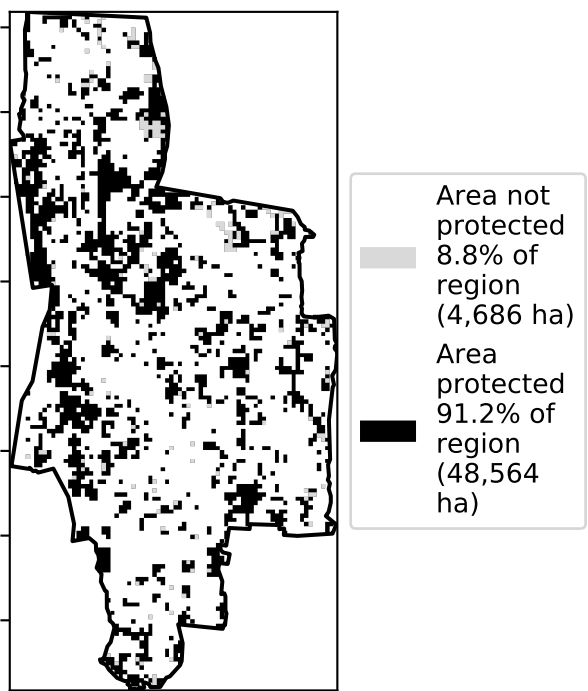 Area not
protected
8.8% of
region
(4,686 ha)
Area
protected
91.2% of
region
(48,564
ha)